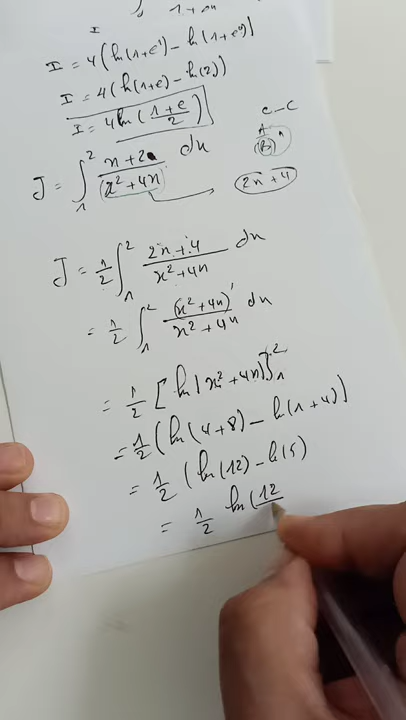 I = 4(ln(1+e¹) - ln(1+e⁰))
I = 4(ln(1+e) - ln(2))
I = 4 ln(1+e/2)
J = ∫₁² x+2/(x²+4x) dx
2x+4
J = 1/2 ∫₁² 2x+4/x²+4x dx
= 1/2 ∫₁² (x²+4x)'/x²+4x dx
= 1/2 [ln|x²+4x|]₁²
= 1/2 (ln(4+8) - ln(1+4))
= 1/2 (ln(12) - ln(5))
= 1/2 ln(12